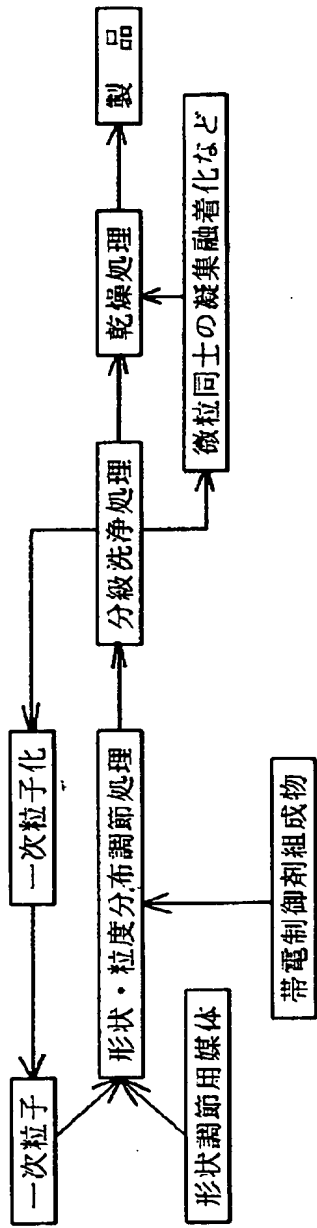 一次粒子
一次粒子化
形状調節用媒体
形状・粒度分布調節処理
帯電制御剤組成物
分級洗浄処理
乾燥処理
微粒同士の凝集融着化など
製品